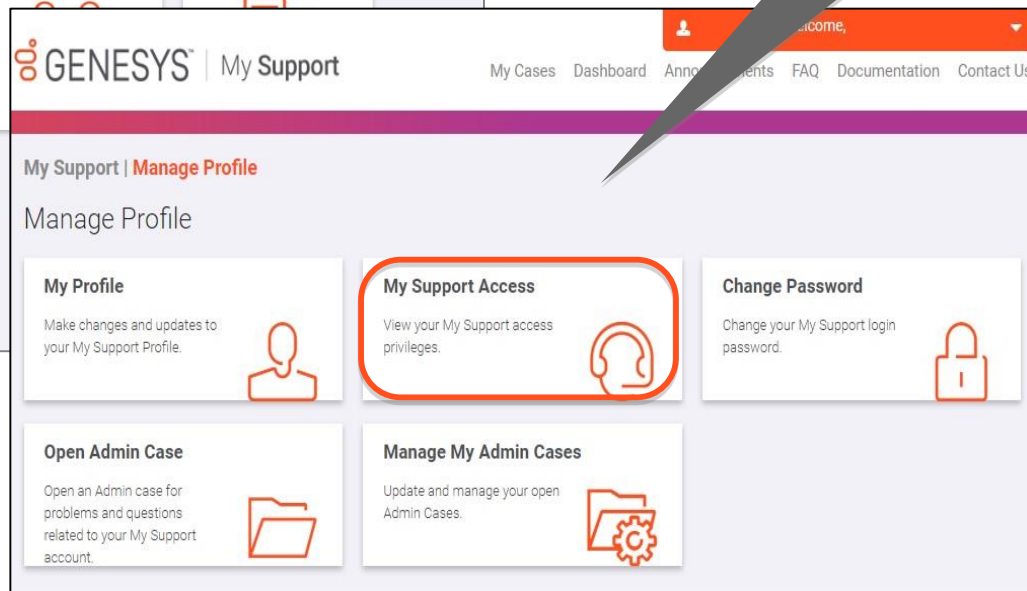 GENESYS™ | My Support
My Cases Dashboard FAQ Documentation Contact Us
My Support | Manage Profile
Manage Profile
My Profile
Make changes and updates to
your My Support Profile.
My Support Access
View your My Support access
privileges.
Change Password
Change your My Support login
password.
Open Admin Case
Open an Admin case for
problems and questions
related to your My Support
account.
Manage My Admin Cases
Update and manage your open
Admin Cases.